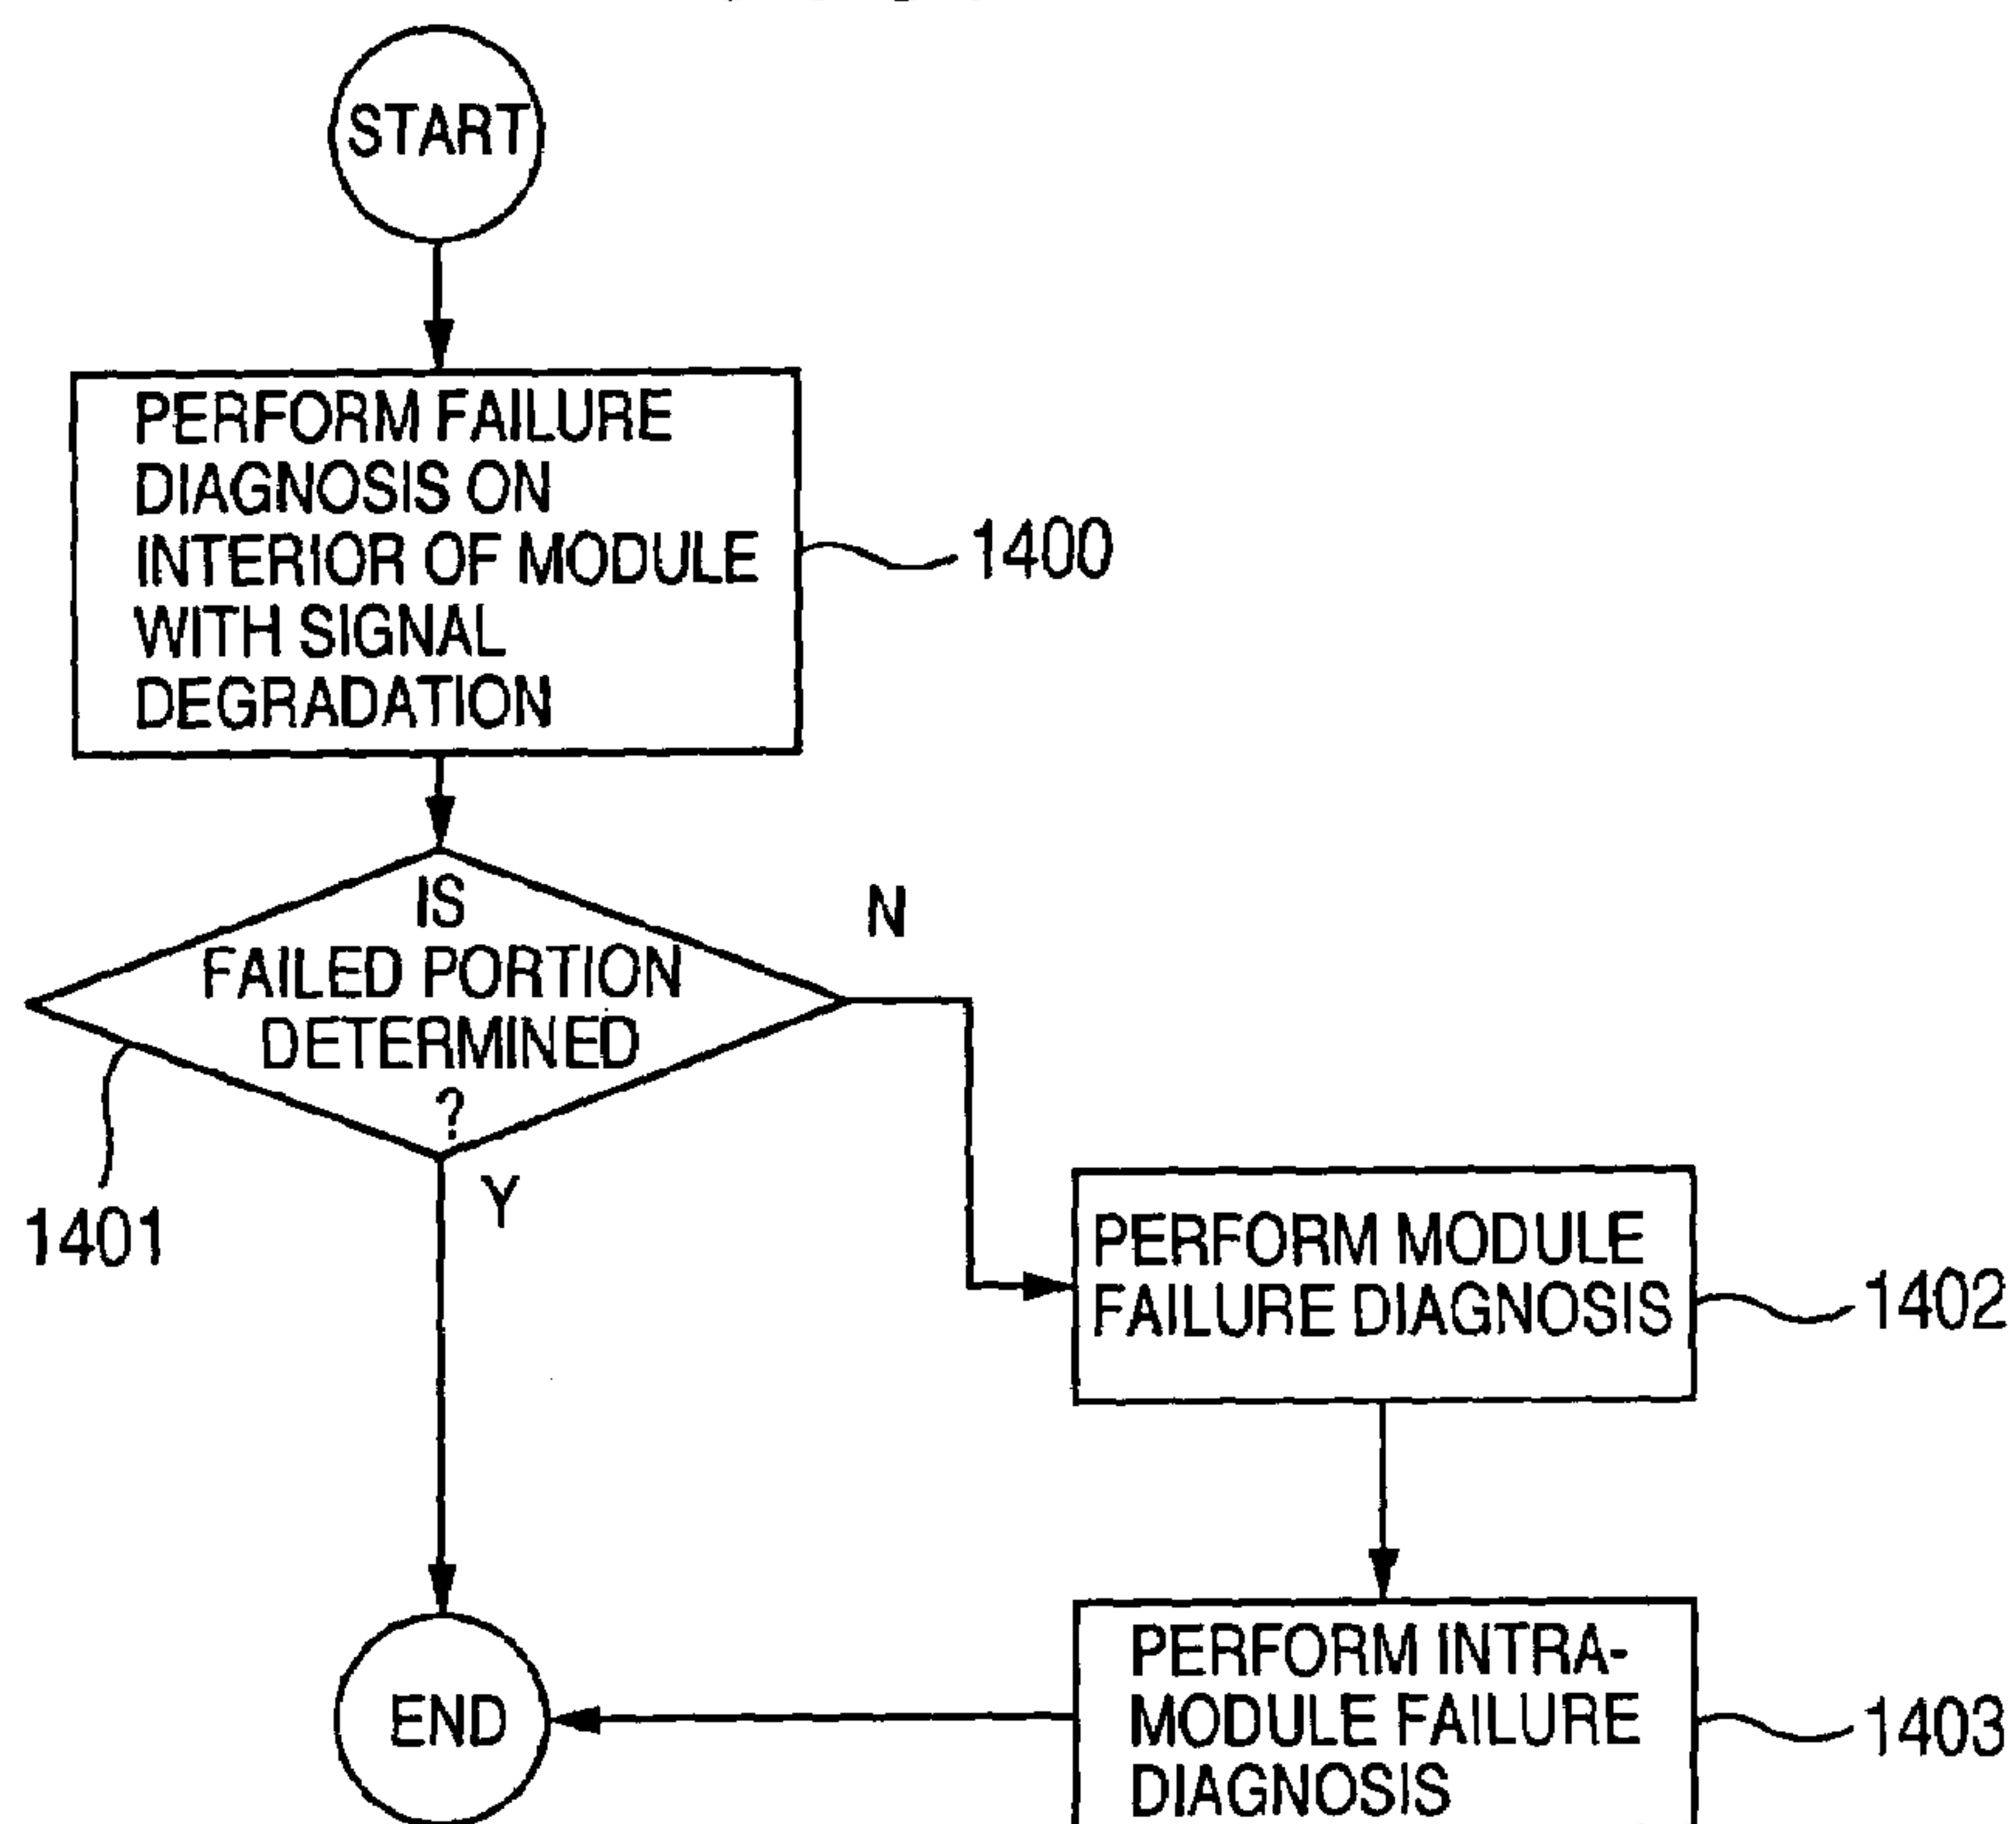 START
PERFORM FAILURE
DIAGNOSIS ON
INTERIOR OF MODULE
WITH SIGNAL
DEGRADATION
1400
IS
FAILED PORTION
DETERMINED
?
N
Y
1401
PERFORM MODULE
FAILURE DIAGNOSIS
1402
PERFORM INTRA-
MODULE FAILURE
DIAGNOSIS
1403
END